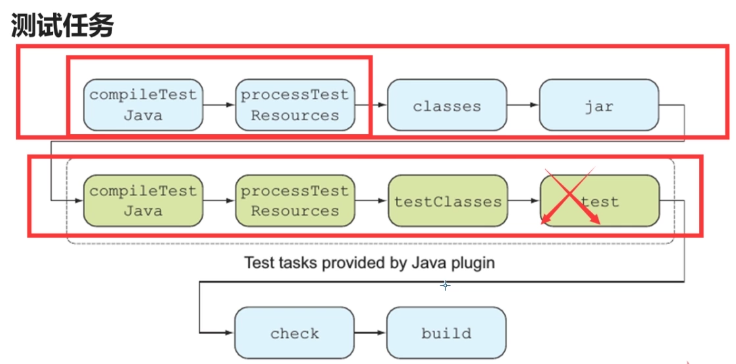 测试任务
compileTest
Java
processTest
Resources
classes
jar
compileTest
Java
processTest
Resources
testClasses
test
Test tasks provided by Java plugin
check
build